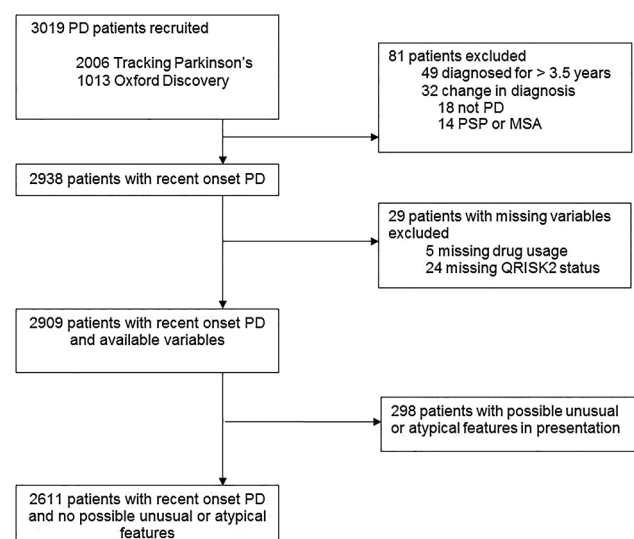 3019 PD patients recruited
2006 Tracking Parkinson's
1013 Oxford Discovery
81 patients excluded
49 diagnosed for > 3.5 years
32 change in diagnosis
18 not PD
14 PSP or MSA
2938 patients with recent onset PD
29 patients with missing variables
excluded
5 missing drug usage
24 missing QRISK2 status
2909 patients with recent onset PD
and available variables
298 patients with possible unusual
or atypical features in presentation
2611 patients with recent onset PD
and no possible unusual or atypical
features